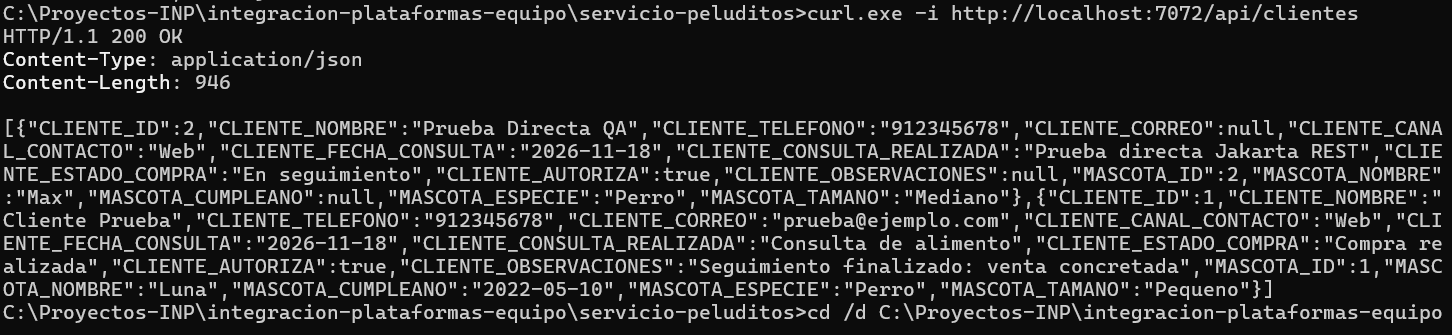 C:\Proyectos-INP\integracion-plataformas-equipo\servicio-peluditos>curl.exe -i http://localhost:7072/api/clientes
HTTP/1.1 200 OK
Content-Type: application/json
Content-Length: 946

[{"CLIENTE_ID":2,"CLIENTE_NOMBRE":"Prueba Directa QA","CLIENTE_TELEFONO":"912345678","CLIENTE_CORREO":null,"CLIENTE_CANA
L_CONTACTO":"Web","CLIENTE_FECHA_CONSULTA":"2026-11-18","CLIENTE_CONSULTA_REALIZADA":"Prueba directa Jakarta REST","CLIE
NTE_ESTADO_COMPRA":"En seguimiento","CLIENTE_AUTORIZA":true,"CLIENTE_OBSERVACIONES":null,"MASCOTA_ID":2,"MASCOTA_NOMBRE"
:"Max","MASCOTA_CUMPLEANO":null,"MASCOTA_ESPECIE":"Perro","MASCOTA_TAMANO":"Mediano"},{"CLIENTE_ID":1,"CLIENTE_NOMBRE":"
Cliente Prueba","CLIENTE_TELEFONO":"912345678","CLIENTE_CORREO":"prueba@ejemplo.com","CLIENTE_CANAL_CONTACTO":"Web","CLI
ENTE_FECHA_CONSULTA":"2026-11-18","CLIENTE_CONSULTA_REALIZADA":"Consulta de alimento","CLIENTE_ESTADO_COMPRA":"Compra re
alizada","CLIENTE_AUTORIZA":true,"CLIENTE_OBSERVACIONES":"Seguimiento finalizado: venta concretada","MASCOTA_ID":1,"MASC
OTA_NOMBRE":"Luna","MASCOTA_CUMPLEANO":"2022-05-10","MASCOTA_ESPECIE":"Perro","MASCOTA_TAMANO":"Pequeno"}]
C:\Proyectos-INP\integracion-plataformas-equipo\servicio-peluditos>cd /d C:\Proyectos-INP\integracion-plataformas-equipo